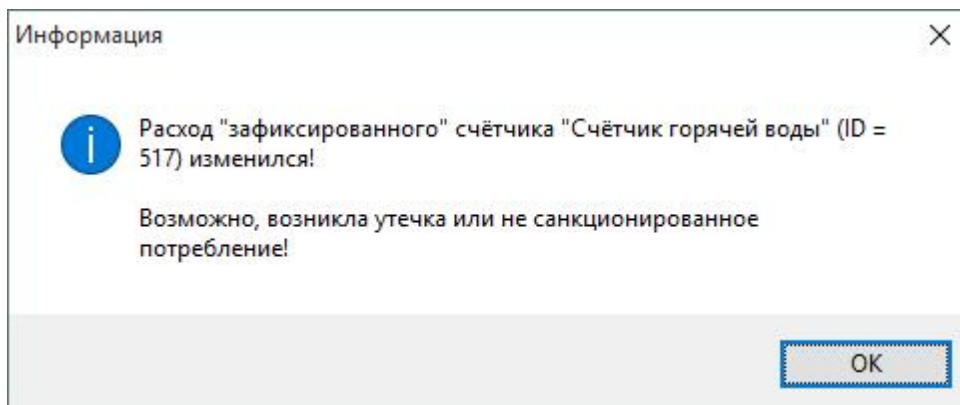 Информация
Расход "зафиксированного" счётчика "Счётчик горячей воды" (ID =
517) изменился!
Возможно, возникла утечка или не санкционированное
потребление!
OK